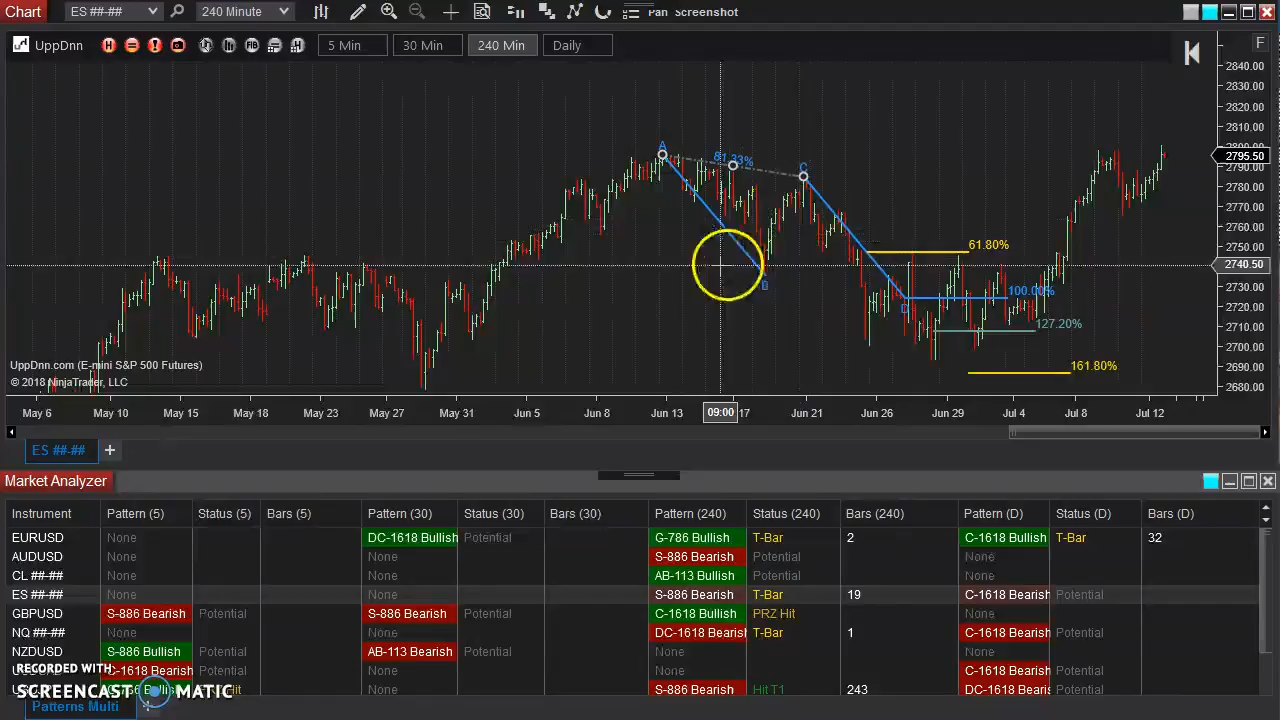 Chart ES ##-## 240 Minute Pan Screenshot
UppDnn H FIB 5 Min 30 Min 240 Min Daily F
2840.00
2830.00
2820.00
2810.00
2800.00
2795.50
2790.00
2780.00
2770.00
2760.00
2750.00
2740.50
2730.00
2720.00
2710.00
2700.00
2690.00
2680.00
A
81.33%
C
61.80%
B
100.00%
D
127.20%
161.80%
UppDnn.com (E-mini S&P 500 Futures)
© 2018 NinjaTrader, LLC
May 6 May 10 May 15 May 18 May 23 May 27 May 31 Jun 5 Jun 8 Jun 13 09:00 17 Jun 21 Jun 26 Jun 29 Jul 4 Jul 8 Jul 12
ES ##-## +
Market Analyzer
Instrument Pattern (5) Status (5) Bars (5) Pattern (30) Status (30) Bars (30) Pattern (240) Status (240) Bars (240) Pattern (D) Status (D) Bars (D)
EURUSD None DC-1618 Bullish Potential G-786 Bullish T-Bar 2 C-1618 Bullish T-Bar 32
AUDUSD None None S-886 Bearish Potential None
CL ##-## None None AB-113 Bullish Potential None
ES ##-## None None S-886 Bearish T-Bar 19 C-1618 Bearish Potential
GBPUSD S-886 Bearish Potential S-886 Bearish Potential C-1618 Bullish PRZ Hit None
NQ ##-## None None DC-1618 Bearish T-Bar 1 C-1618 Bearish Potential
NZDUSD S-886 Bullish Potential AB-113 Bearish Potential None None
C-1618 Bearish None None C-1618 Bearish Potential
None S-886 Bearish Hit T1 243 DC-1618 Bearis Potential
RECORDED WITH
SCREENCAST MATIC
Patterns Multi +